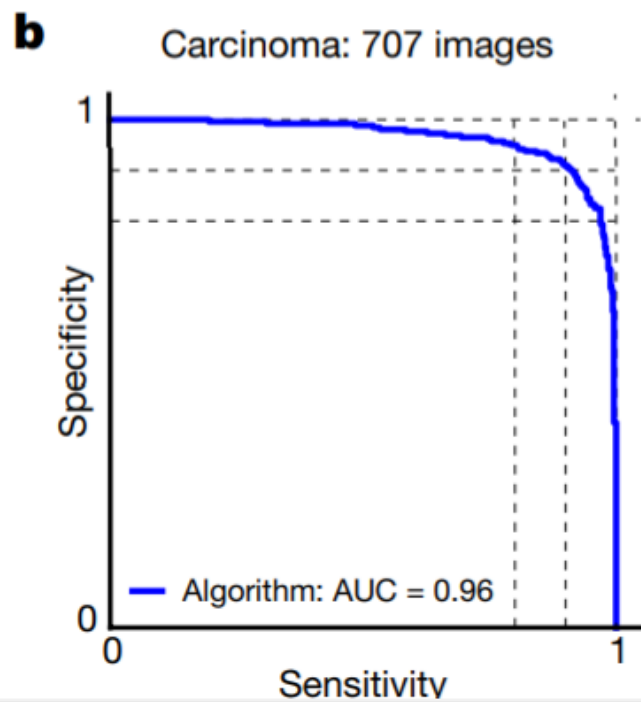 b
Carcinoma: 707 images
1
Specificity
Algorithm: AUC = 0.96
0
0
1
Sensitivity